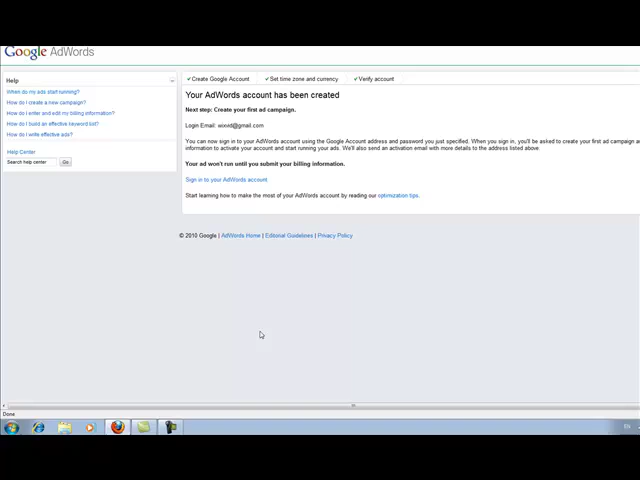 Google AdWords
Help
When do my ads start running?
How do I create a new campaign?
How do I enter and edit my billing information?
How do I build an effective keyword list?
How do I write effective ads?
Help Center
Search help center Go
✓Create Google Account ✓Set time zone and currency ✓Verify account
Your AdWords account has been created
Next step: Create your first ad campaign.
Login Email: @gmail.com
You can now sign in to your AdWords account using the Google Account address and password you just specified. When you sign in, you'll be asked to create your first ad campaign a
information to activate your account and start running your ads. We'll also send an activation email with more details to the address listed above.
Your ad won't run until you submit your billing information.
Sign in to your AdWords account
Start learning how to make the most of your AdWords account by reading our optimization tips.
© 2010 Google | AdWords Home | Editorial Guidelines | Privacy Policy
Done
EN